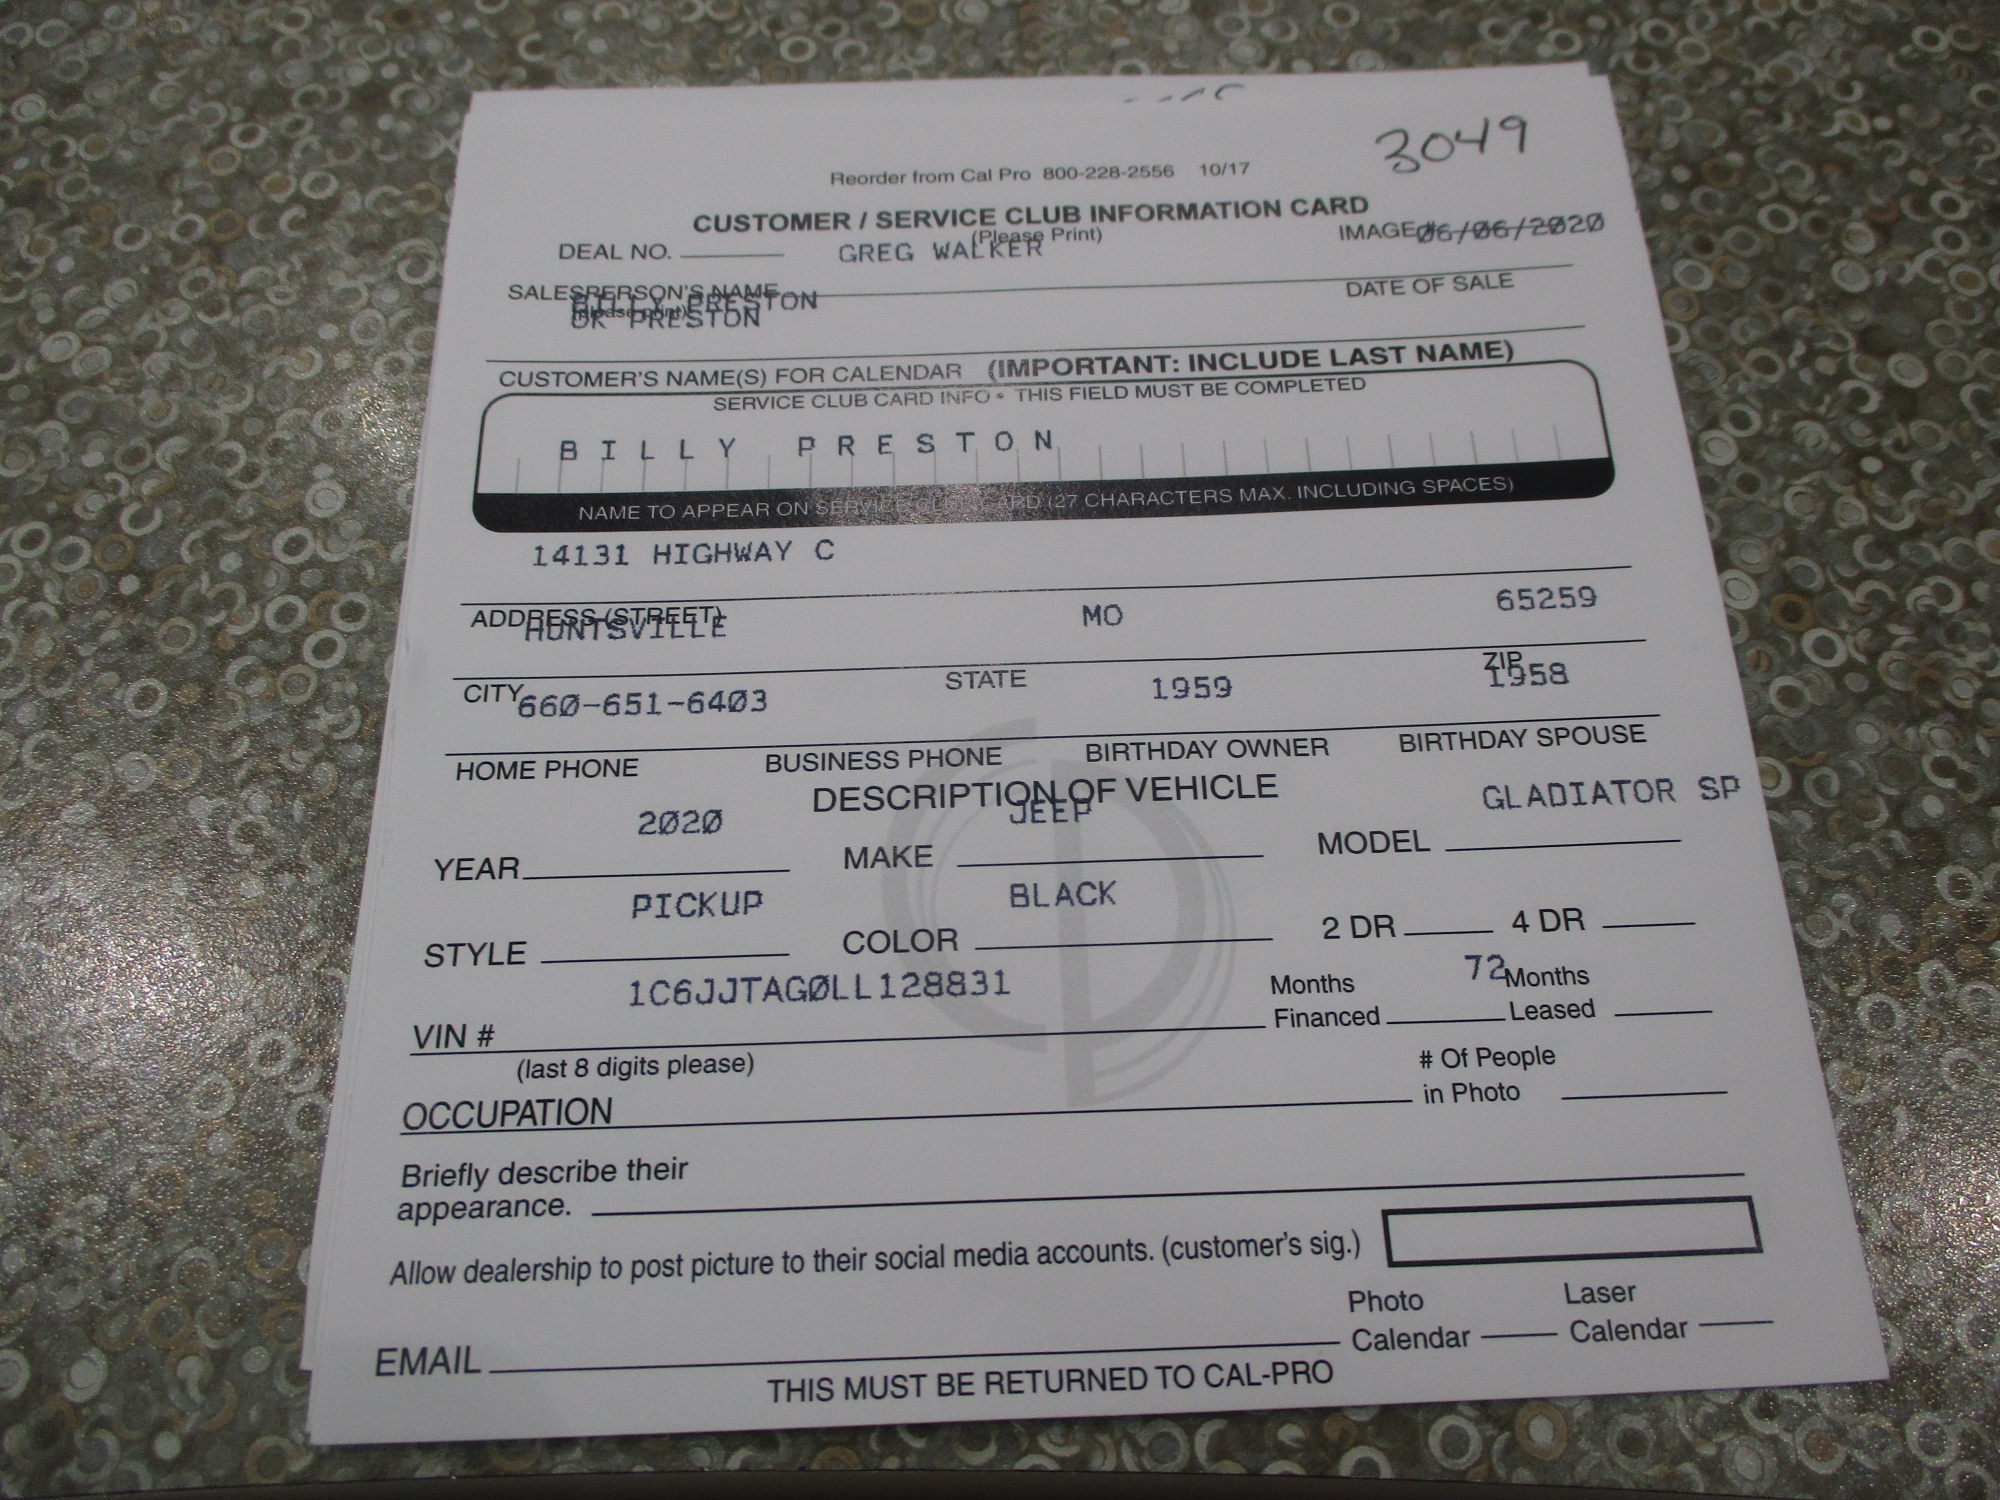 3049
Reorder from Cal Pro 800-228-2556 10/17
CUSTOMER / SERVICE CLUB INFORMATION CARD
(Please Print)
DEAL NO. GREG WALKER IMAGE# 06/06/2020
SALESPERSON'S NAME DATE OF SALE
(please print)
BILLY PRESTON
OK PRESTON
CUSTOMER'S NAME(S) FOR CALENDAR (IMPORTANT: INCLUDE LAST NAME)
SERVICE CLUB CARD INFO • THIS FIELD MUST BE COMPLETED
BILLY PRESTON
NAME TO APPEAR ON SERVICE CLUB CARD (27 CHARACTERS MAX. INCLUDING SPACES)
14131 HIGHWAY C
ADDRESS (STREET)
HUNTSVILLE MO 65259
CITY STATE ZIP
660-651-6403 1959 1958
HOME PHONE BUSINESS PHONE BIRTHDAY OWNER BIRTHDAY SPOUSE
DESCRIPTION OF VEHICLE
2020 JEEP GLADIATOR SP
YEAR MAKE MODEL
PICKUP BLACK
STYLE COLOR 2 DR 4 DR
1C6JJTAG0LL128831 72
VIN # Months Financed Months Leased
(last 8 digits please)
OCCUPATION # Of People in Photo
Briefly describe their
appearance.
Allow dealership to post picture to their social media accounts. (customer's sig.)
EMAIL Photo Calendar Laser Calendar
THIS MUST BE RETURNED TO CAL-PRO